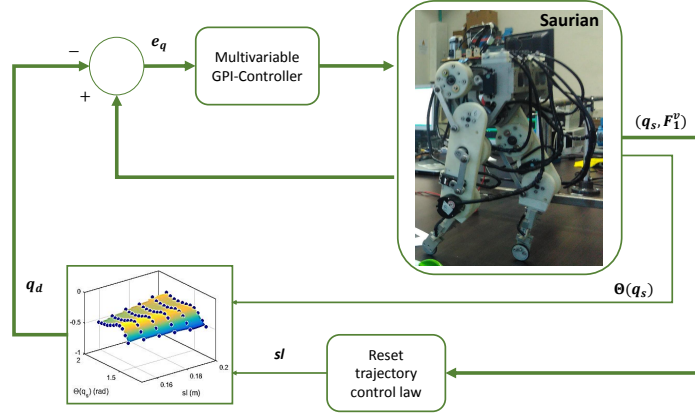 Saurian
−
e_q
Multivariable
GPI-Controller
+
(q_s, F_1^v)
Θ(q_s)
q_d
0
-0.5
-1
2
1.5
0.16
0.18
0.2
Θ(q_s) (rad)
sl (m)
sl
Reset
trajectory
control law